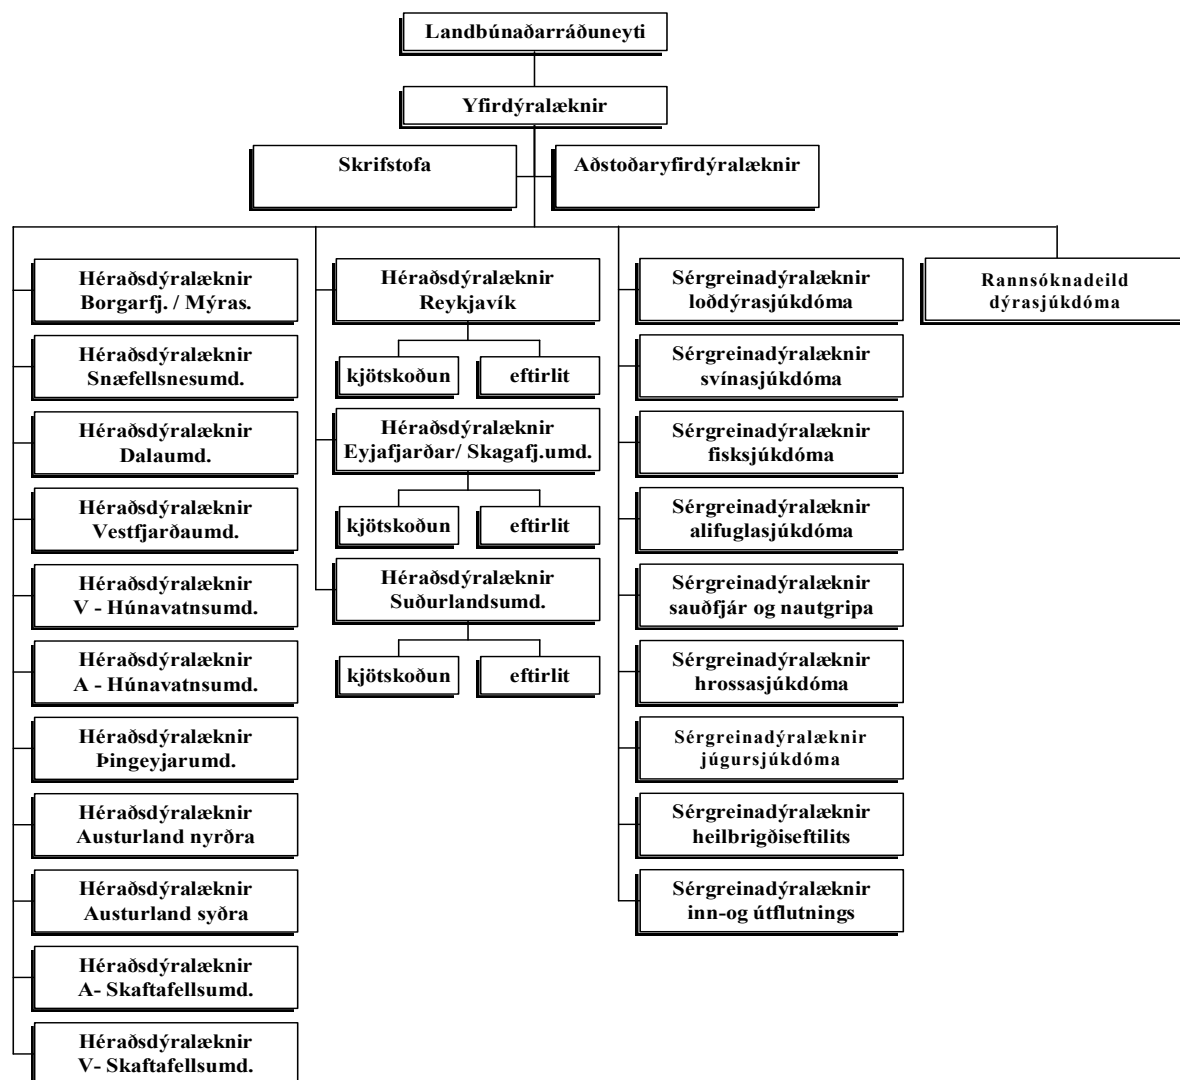 Landbúnaðarráðuneyti
Yfirdýralæknir
Skrifstofa
Aðstoðaryfirdýralæknir
Héraðsdýralæknir
Borgarfj. / Mýras.
Héraðsdýralæknir
Snæfellsnesumd.
Héraðsdýralæknir
Dalaumd.
Héraðsdýralæknir
Vestfjarðaumd.
Héraðsdýralæknir
V - Húnavatnsumd.
Héraðsdýralæknir
A - Húnavatnsumd.
Héraðsdýralæknir
Þingeyjarumd.
Héraðsdýralæknir
Austurland nyrðra
Héraðsdýralæknir
Austurland syðra
Héraðsdýralæknir
A- Skaftafellsumd.
Héraðsdýralæknir
V- Skaftafellsumd.
Héraðsdýralæknir
Reykjavík
kjötskoðun
eftirlit
Héraðsdýralæknir
Eyjafjarðar/ Skagafj.umd.
kjötskoðun
eftirlit
Héraðsdýralæknir
Suðurlandsumd.
kjötskoðun
eftirlit
Sérgreinadýralæknir
loðdýrasjúkdóma
Sérgreinadýralæknir
svínasjúkdóma
Sérgreinadýralæknir
fisksjúkdóma
Sérgreinadýralæknir
alifuglasjúkdóma
Sérgreinadýralæknir
sauðfjár og nautgripa
Sérgreinadýralæknir
hrossasjúkdóma
Sérgreinadýralæknir
júgursjúkdóma
Sérgreinadýralæknir
heilbrigðiseftilits
Sérgreinadýralæknir
inn-og útflutnings
Rannsóknadeild
dýrasjúkdóma